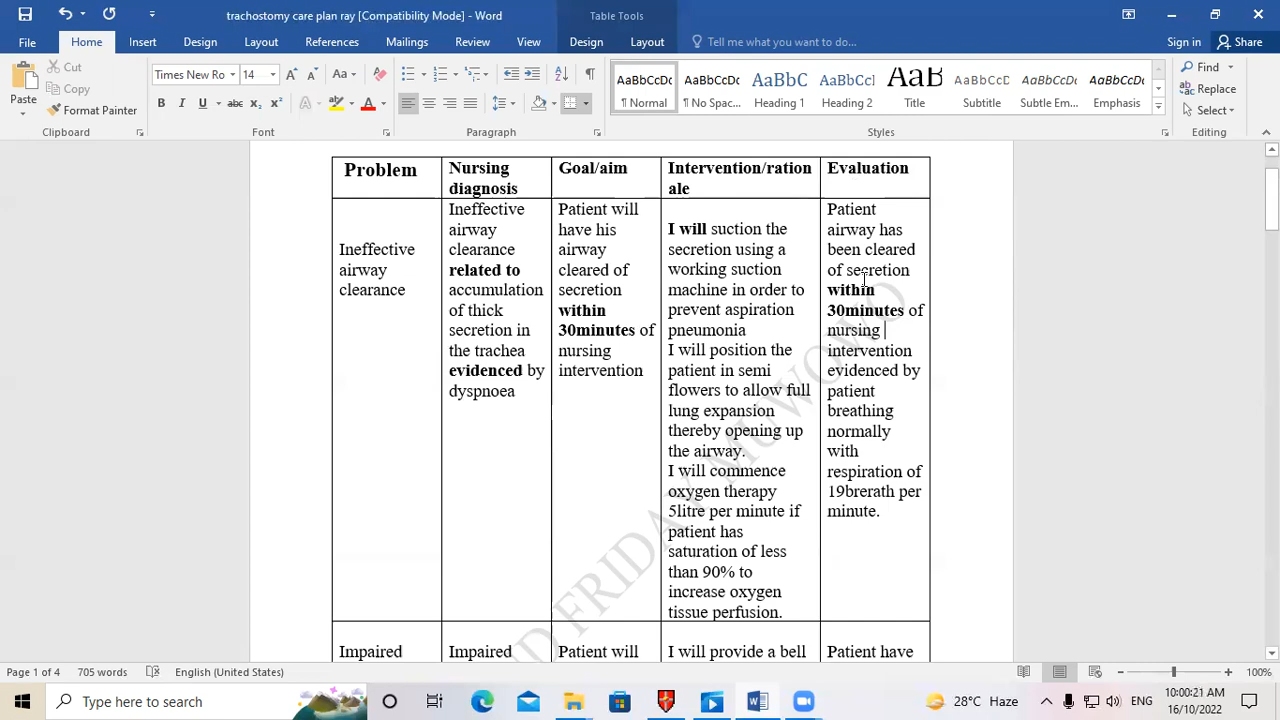 trachostomy care plan ray [Compatibility Mode] - Word
Table Tools
File Home Insert Design References Mailings Review View Design Layout Tell me what you want to do... Sign in Share
Paste
Cut
Copy
Format Painter
Times New Ro 14
AaBbCcDc AaBbCcDc AaBbC AaBbCcI AaB AaBbCcDc AaBbCcDc AaBbCcDc
¶ Normal ¶ No Spac... Heading 1 Heading 2 Title Subtitle Subtle Em... Emphasis
Find
Replace
Select
Clipboard Font Paragraph Styles Editing
Problem
Nursing
diagnosis
Goal/aim
Intervention/ration
ale
Evaluation
Ineffective
airway
clearance
Ineffective
airway
clearance
related to
accumulation
of thick
secretion in
the trachea
evidenced by
dyspnoea
Patient will
have his
airway
cleared of
secretion
within
30minutes of
nursing
intervention
I will suction the
secretion using a
working suction
machine in order to
prevent aspiration
pneumonia
I will position the
patient in semi
flowers to allow full
lung expansion
thereby opening up
the airway.
I will commence
oxygen therapy
5litre per minute if
patient has
saturation of less
than 90% to
increase oxygen
tissue perfusion.
Patient
airway has
been cleared
of secretion
within
30minutes of
nursing
intervention
evidenced by
patient
breathing
normally
with
respiration of
19brerath per
minute.
Impaired
Impaired
Patient will
I will provide a bell
Patient have
FRIDAY MUWOWO
Page 1 of 4 705 words English (United States) 100%
Type here to search
28°C Haze
ENG
10:00:21 AM
16/10/2022